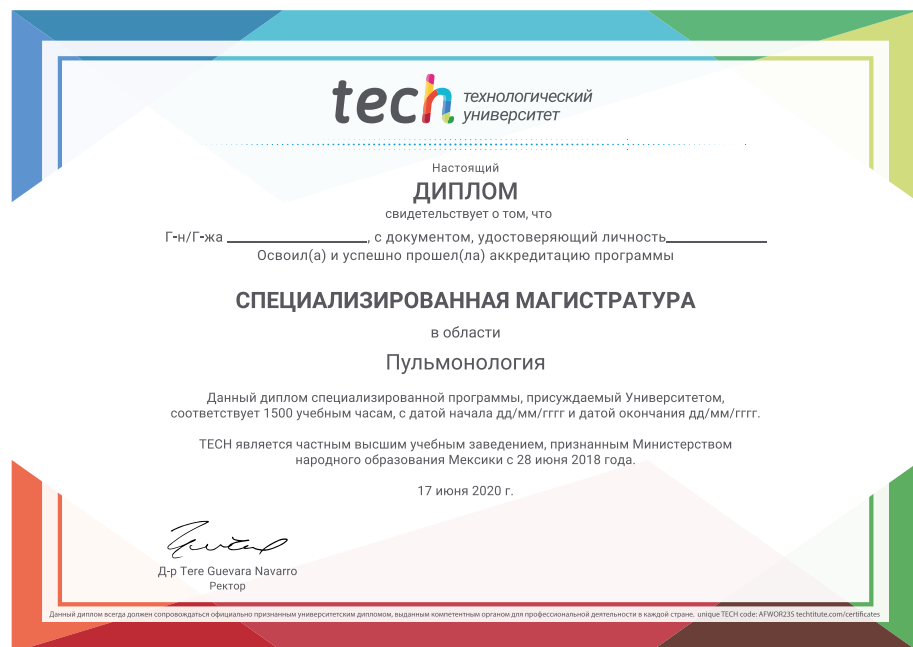 tech технологический
университет
Настоящий
ДИПЛОМ
свидетельствует о том, что
Г-н/Г-жа ____________, с документом, удостоверяющий личность____________
Освоил(а) и успешно прошел(ла) аккредитацию программы
СПЕЦИАЛИЗИРОВАННАЯ МАГИСТРАТУРА
в области
Пульмонология
Данный диплом специализированной программы, присуждаемый Университетом,
соответствует 1500 учебным часам, с датой начала дд/мм/гггг и датой окончания дд/мм/гггг.
TECH является частным высшим учебным заведением, признанным Министерством
народного образования Мексики с 28 июня 2018 года.
17 июня 2020 г.
Д-р Tere Guevara Navarro
Ректор
Данный диплом всегда должен сопровождаться официально признанным университетским дипломом, выданным компетентным органом для профессиональной деятельности в каждой стране. unique TECH code: AFWOR23S techtitute.com/certificates